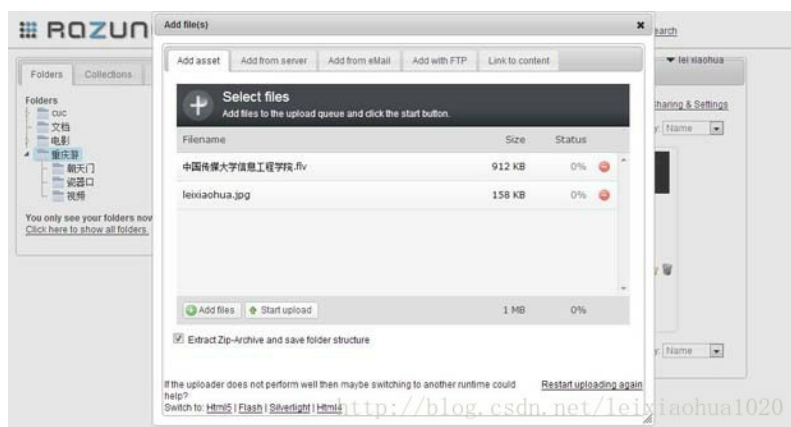 RAZUN
Add file(s)
earch
Add asset
Add from server
Add from eMail
Add with FTP
Link to content
lei xiaohua
Folders
Collections
Select files
Add files to the upload queue and click the start button.
haring & Settings
Folders
cuc
文档
电影
重庆游
朝天门
瓷器口
视频
y: Name
Filename Size Status
中国传媒大学信息工程学院.flv 912 KB 0%
leixiaohua.jpg 158 KB 0%
You only see your folders now
Click here to show all folders.
Add files Start upload 1 MB 0%
Extract Zip-Archive and save folder structure
y: Name
If the uploader does not perform well then maybe switching to another runtime could
help?
Restart uploading again
Switch to: Html5 | Flash | Silverlight | Html4
http://blog.csdn.net/leixiaohua1020